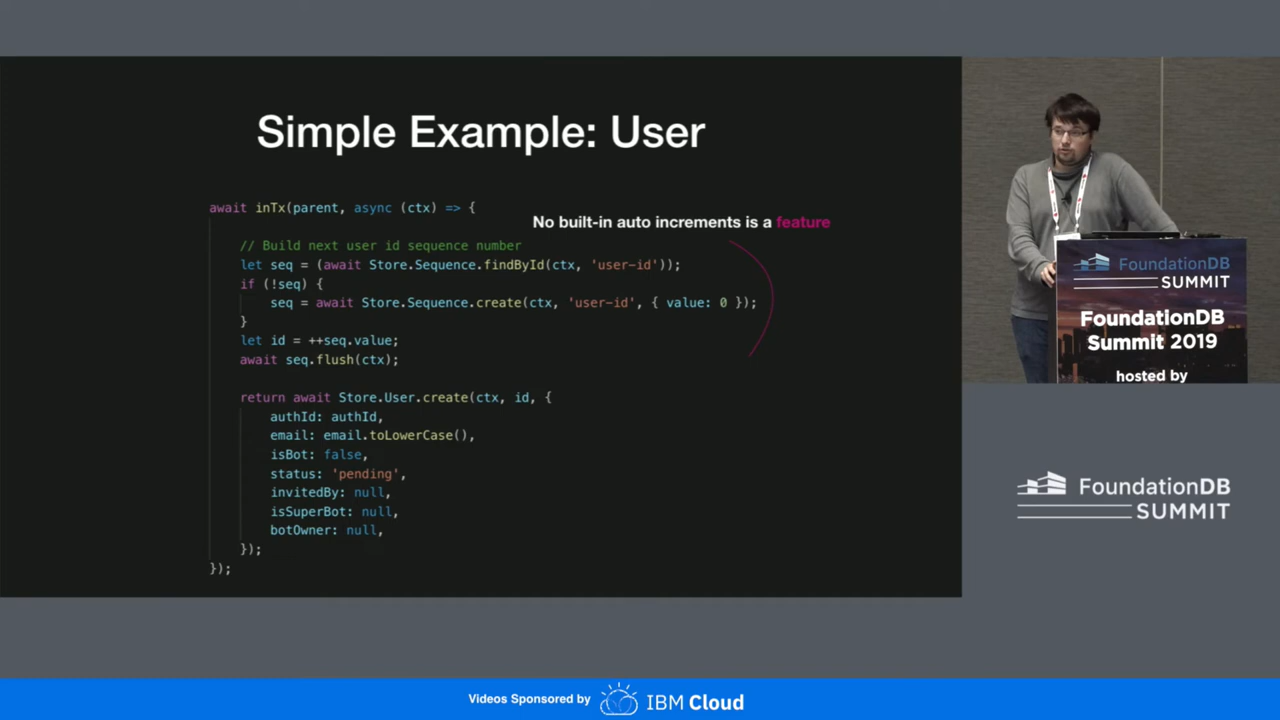 Simple Example: User
await inTx(parent, async (ctx) => {
No built-in auto increments is a feature
// Build next user id sequence number
let seq = (await Store.Sequence.findById(ctx, 'user-id'));
if (!seq) {
seq = await Store.Sequence.create(ctx, 'user-id', { value: 0 });
}
let id = ++seq.value;
await seq.flush(ctx);
return await Store.User.create(ctx, id, {
authId: authId,
email: email.toLowerCase(),
isBot: false,
status: 'pending',
invitedBy: null,
isSuperBot: null,
botOwner: null,
});
});
FoundationDB
SUMMIT
FoundationDB
Summit 2019
hosted by
FoundationDB
SUMMIT
Videos Sponsored by
IBM Cloud